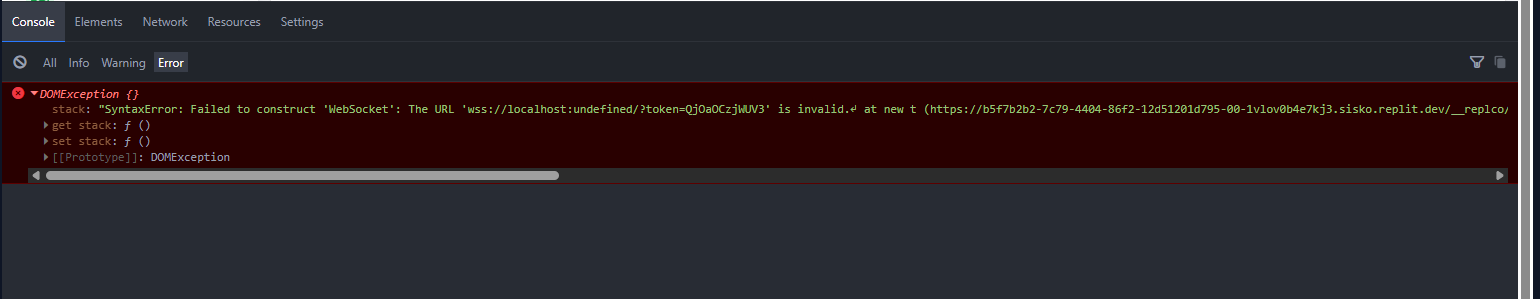 Console Elements Network Resources Settings
All Info Warning Error
DOMException {}
stack: "SyntaxError: Failed to construct 'WebSocket': The URL 'wss://localhost:undefined/?token=QjOaOCzjWUV3' is invalid.↵ at new t (https://b5f7b2b2-7c79-4404-86f2-12d51201d795-00-1vlov0b4e7kj3.sisko.replit.dev/__replco/
get stack: ƒ ()
set stack: ƒ ()
[[Prototype]]: DOMException